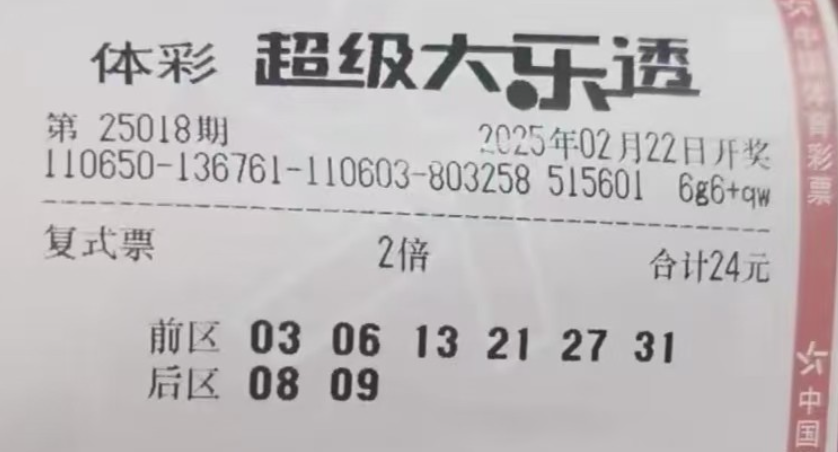 体彩 超级大乐透
第 25018期 2025年02月22日开奖
110650-136761-110603-803258 515601 6g6+qw
复式票 2倍 合计24元
前区 03 06 13 21 27 31
后区 08 09
中国体育彩票
中国